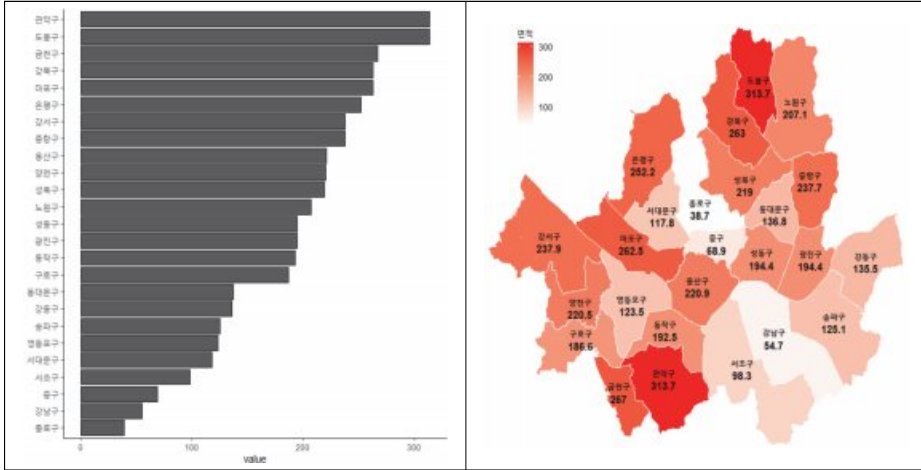 관악구
도봉구
금천구
강북구
마포구
은평구
강서구
중랑구
용산구
양천구
성북구
노원구
성동구
광진구
동작구
구로구
동대문구
강동구
송파구
영등포구
서대문구
서초구
중구
강남구
종로구
0 100 200 300
value
면적
300
200
100
도봉구
313.7
노원구
207.1
강북구
263
은평구
252.2
성북구
219
중랑구
237.7
종로구
38.7
서대문구
117.8
동대문구
136.8
강서구
237.9
마포구
262.5
중구
68.9
성동구
194.4
광진구
194.4
강동구
135.5
용산구
220.9
양천구
220.5
영등포구
123.5
송파구
125.1
구로구
186.6
동작구
192.5
강남구
54.7
서초구
98.3
관악구
313.7
금천구
267